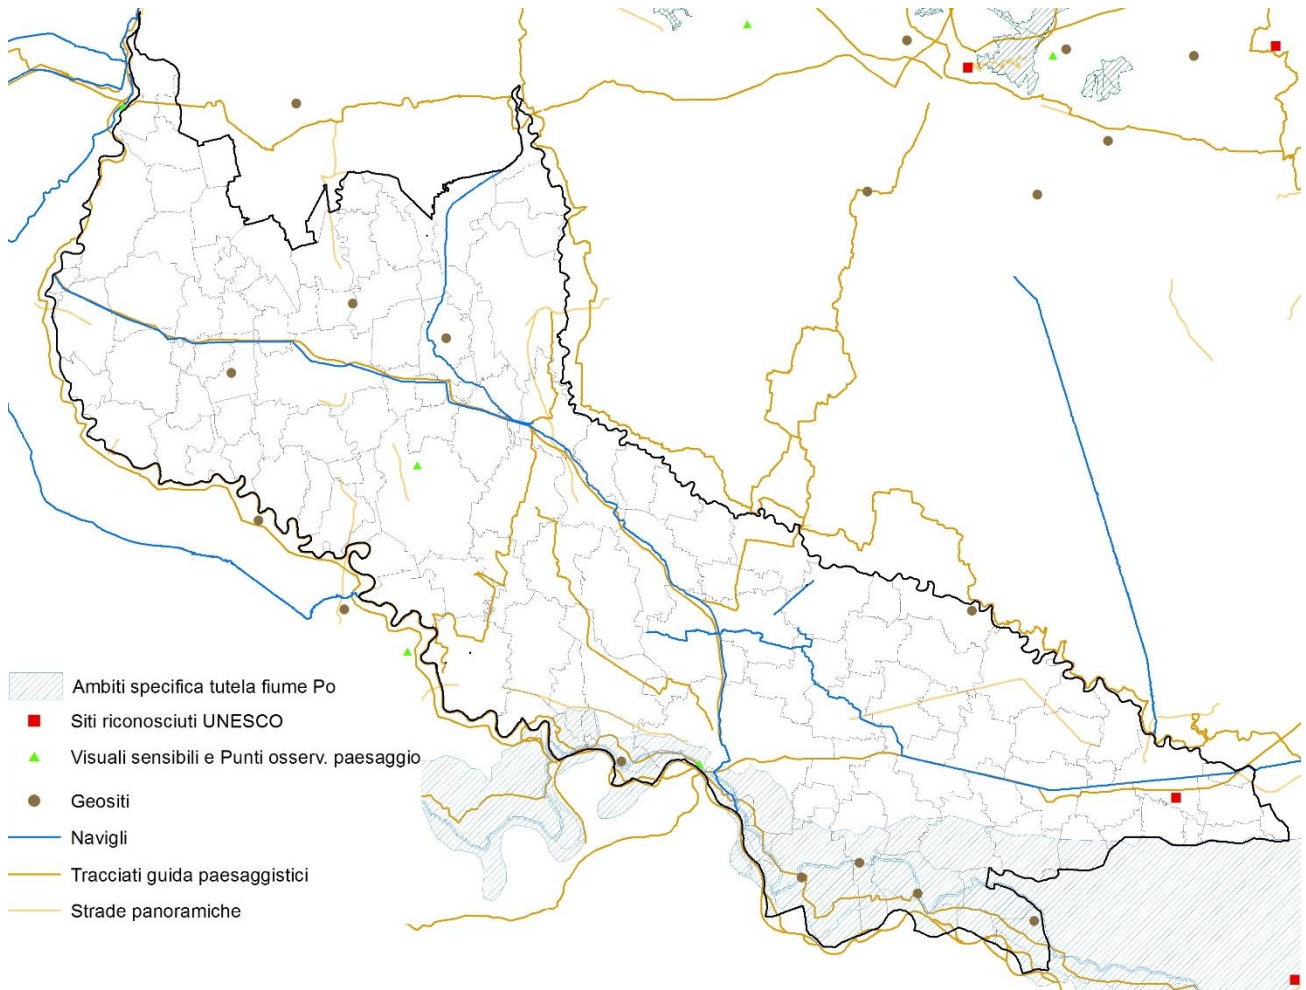 Ambiti specifica tutela fiume Po
Siti riconosciuti UNESCO
Visuali sensibili e Punti osserv. paesaggio
Geositi
Navigli
Tracciati guida paesaggistici
Strade panoramiche